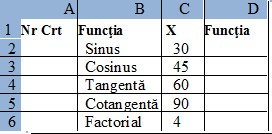 A B C D
1 Nr Crt Funcția X Funcția
2 Sinus 30
3 Cosinus 45
4 Tangentă 60
5 Cotangentă 90
6 Factorial 4